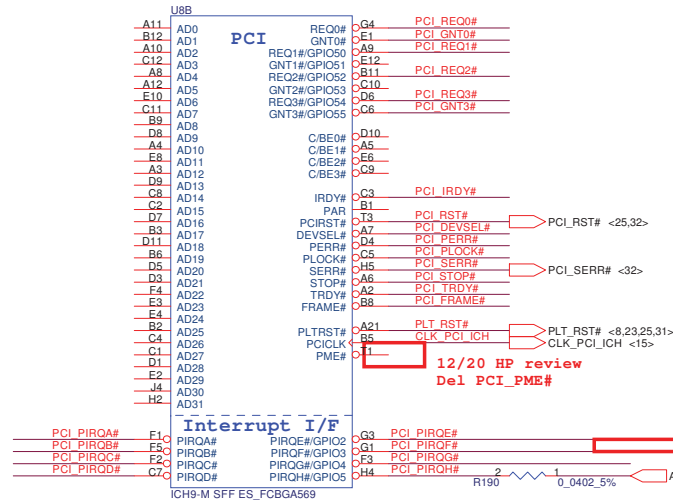 U8B
PCI
A11 AD0 REQ0# G4 PCI_REQ0#
B12 AD1 GNT0# E1 PCI_GNT0#
A10 AD2 REQ1#/GPIO50 A9 PCI_REQ1#
C12 AD3 GNT1#/GPIO51 E12
A8 AD4 REQ2#/GPIO52 B11 PCI_REQ2#
A12 AD5 GNT2#/GPIO53 C10
E10 AD6 REQ3#/GPIO54 D6 PCI_REQ3#
C11 AD7 GNT3#/GPIO55 C6 PCI_GNT3#
B9 AD8
D8 AD9 C/BE0# D10
A4 AD10 C/BE1# A5
E8 AD11 C/BE2# E6
A3 AD12 C/BE3# C9
D9 AD13
C8 AD14 IRDY# C3 PCI_IRDY#
C2 AD15 PAR B1
D7 AD16 PCIRST# T3 PCI_RST# PCI_RST# <25,32>
B3 AD17 DEVSEL# A7 PCI_DEVSEL#
D11 AD18 PERR# D4 PCI_PERR#
B6 AD19 PLOCK# C5 PCI_PLOCK#
D5 AD20 SERR# H5 PCI_SERR# PCI_SERR# <32>
D3 AD21 STOP# A6 PCI_STOP#
F4 AD22 TRDY# A2 PCI_TRDY#
E3 AD23 FRAME# B8 PCI_FRAME#
E4 AD24
B2 AD25 PLTRST# A21 PLT_RST# PLT_RST# <8,23,25,31>
C4 AD26 PCICLK B5 CLK_PCI_ICH CLK_PCI_ICH <15>
C1 AD27 PME# T1
D1 AD28
E2 AD29
J4 AD30
H2 AD31
12/20 HP review
Del PCI_PME#
Interrupt I/F
PCI_PIRQA# F1 PIRQA# PIRQE#/GPIO2 G3 PCI_PIRQE#
PCI_PIRQB# F5 PIRQB# PIRQF#/GPIO3 G1 PCI_PIRQF#
PCI_PIRQC# F2 PIRQC# PIRQG#/GPIO4 F3 PCI_PIRQG#
PCI_PIRQD# C7 PIRQD# PIRQH#/GPIO5 H4 PCI_PIRQH# 2 1
R190 0_0402_5%
ICH9-M SFF ES_FCBGA569